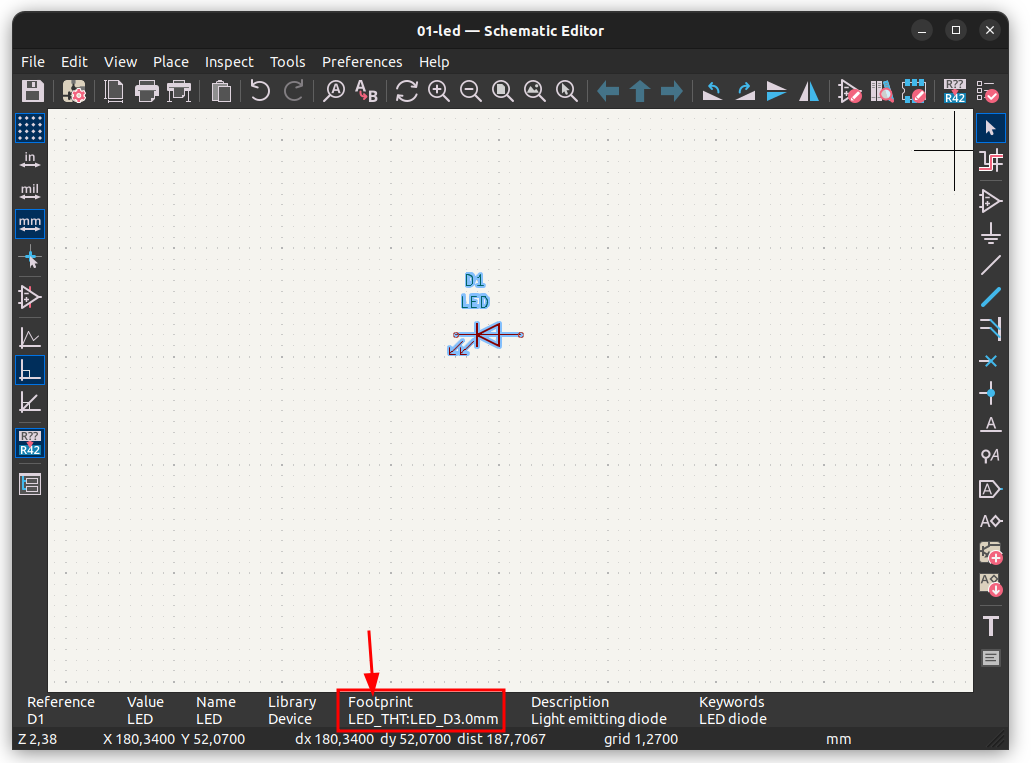 01-led — Schematic Editor
File Edit View Place Inspect Tools Preferences Help
A
A B
R??
R42
in
mil
mm
R??
R42
D1
LED
A
A
A
A
A
T
Reference Value Name Library Footprint Description Keywords
D1 LED LED Device LED_THT:LED_D3.0mm Light emitting diode LED diode
Z 2,38 X 180,3400 Y 52,0700 dx 180,3400 dy 52,0700 dist 187,7067 grid 1,2700 mm